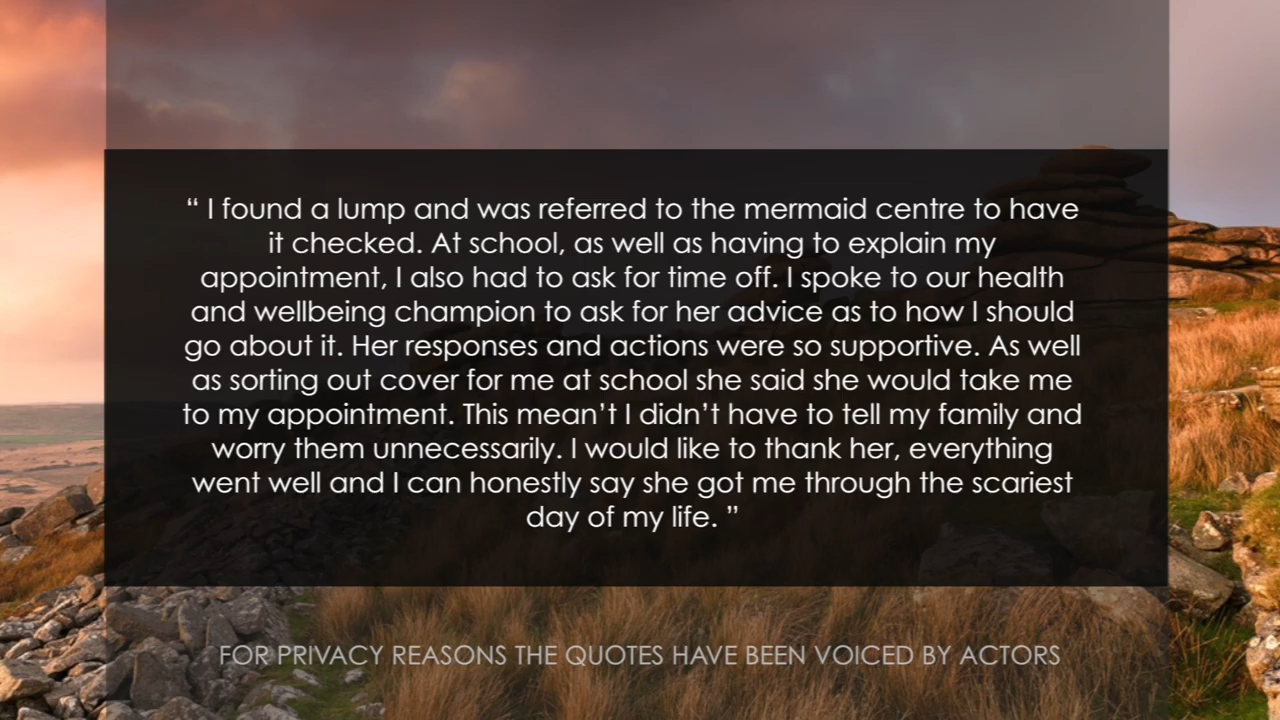 “ I found a lump and was referred to the mermaid centre to have
it checked. At school, as well as having to explain my
appointment, I also had to ask for time off. I spoke to our health
and wellbeing champion to ask for her advice as to how I should
go about it. Her responses and actions were so supportive. As well
as sorting out cover for me at school she said she would take me
to my appointment. This mean’t I didn’t have to tell my family and
worry them unnecessarily. I would like to thank her, everything
went well and I can honestly say she got me through the scariest
day of my life. ”
FOR PRIVACY REASONS THE QUOTES HAVE BEEN VOICED BY ACTORS